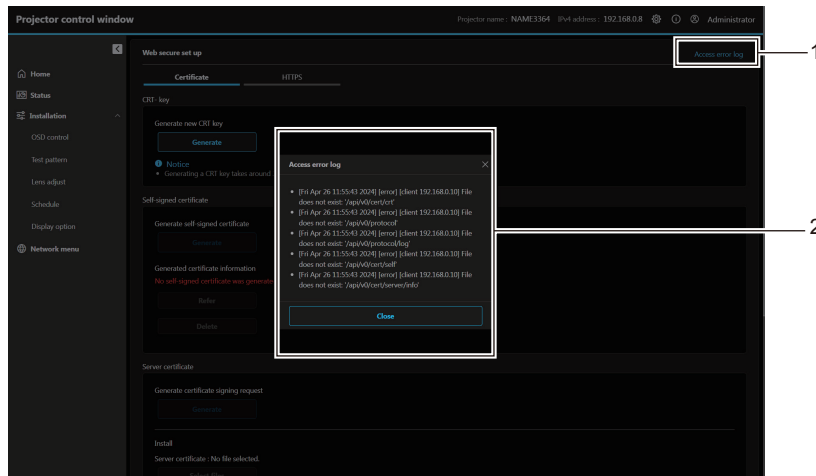 Projector control window
Projector name : NAME3364 IPv4 address : 192.168.0.8 Administrator
Web secure set up
Access error log
1
Home
Certificate HTTPS
Status
CRT- key
Installation
Generate new CRT key
OSD control
Generate
Test pattern
Notice
Generating a CRT key takes around
Lens adjust
Schedule
Display option
Network menu
Access error log
• [Fri Apr 26 11:55:43 2024] [error] [client 192.168.0.10] File
does not exist: '/api/v0/cert/crt'
• [Fri Apr 26 11:55:43 2024] [error] [client 192.168.0.10] File
does not exist: '/api/v0/protocol'
• [Fri Apr 26 11:55:43 2024] [error] [client 192.168.0.10] File
does not exist: '/api/v0/protocol/log'
• [Fri Apr 26 11:55:43 2024] [error] [client 192.168.0.10] File
does not exist: '/api/v0/cert/self'
• [Fri Apr 26 11:55:43 2024] [error] [client 192.168.0.10] File
does not exist: '/api/v0/cert/server/info'
Close
2
Self-signed certificate
Generate self-signed certificate
Generate
Generated certificate information
No self-signed certificate was generate
Refer
Delete
Server certificate
Generate certificate signing request
Generate
Install
Server certificate : No file selected.
Select files